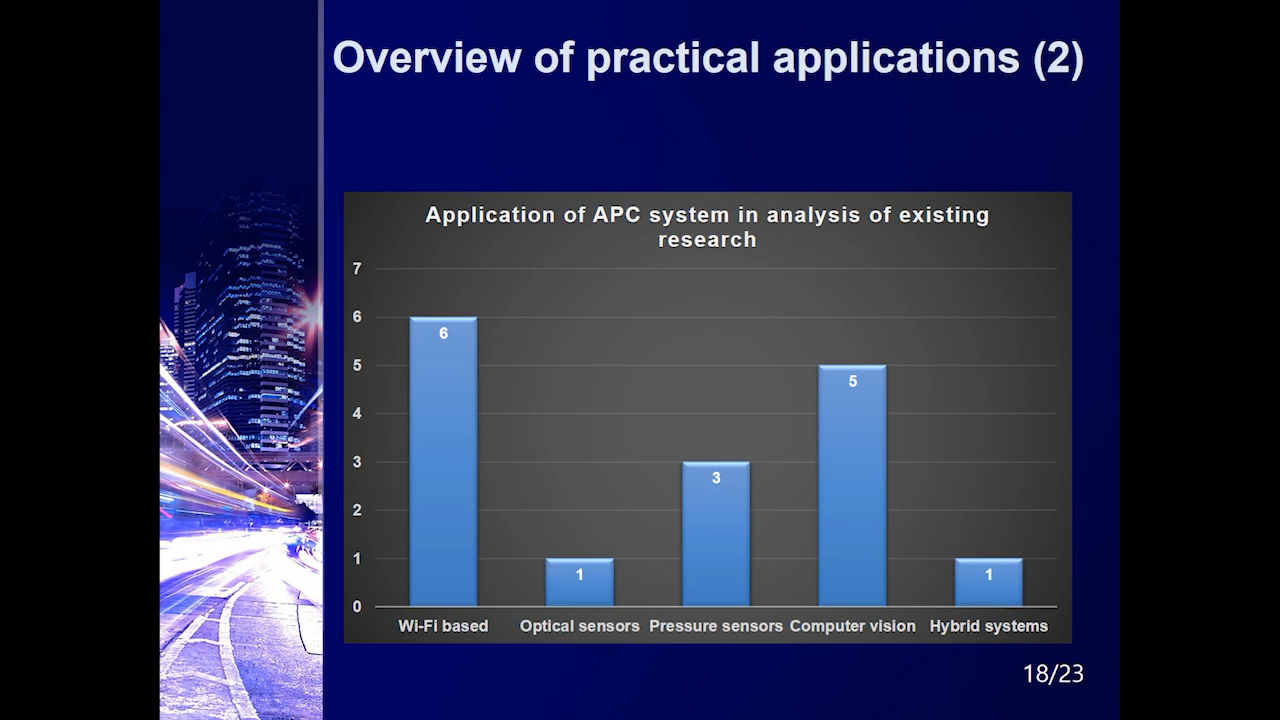 Overview of practical applications (2)
Application of APC system in analysis of existing
research
7
6
5
4
3
2
1
0
6
1
3
5
1
Wi-Fi based
Optical sensors
Pressure sensors
Computer vision
Hybrid systems
18/23